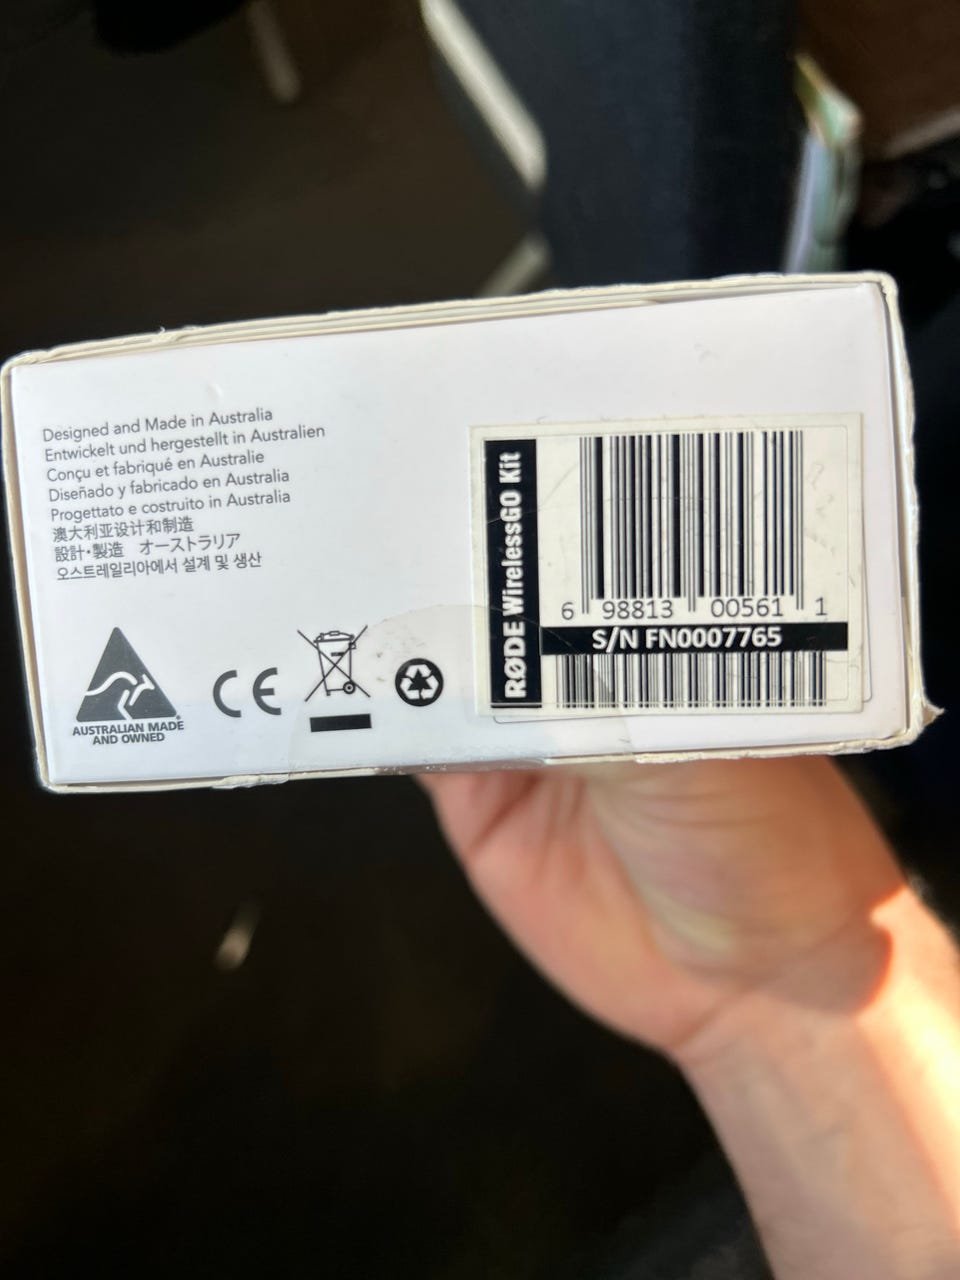 Designed and Made in Australia
Entwickelt und hergestellt in Australien
Conçu et fabriqué en Australie
Diseñado y fabricado en Australia
Progettato e costruito in Australia
澳大利亚设计和制造
設計・製造　オーストラリア
오스트레일리아에서 설계 및 생산
AUSTRALIAN MADE
AND OWNED
CE
RØDE WirelessGO Kit
6 98813 00561 1
S/N FN0007765